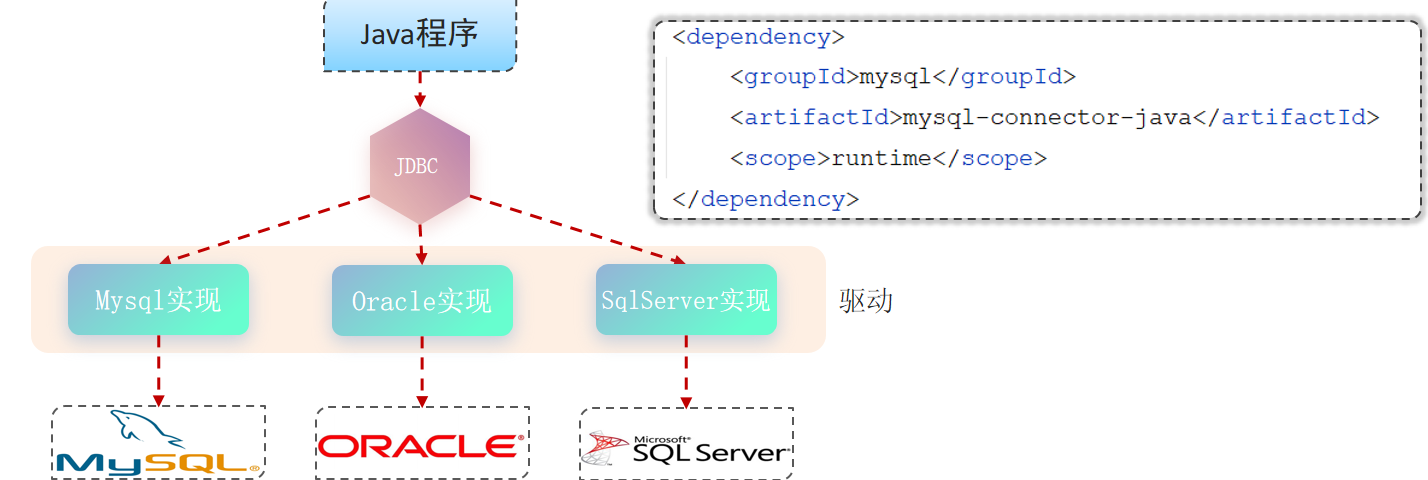 Java程序
<dependency>
<groupId>mysql</groupId>
<artifactId>mysql-connector-java</artifactId>
<scope>runtime</scope>
</dependency>
JDBC
Mysql实现
Oracle实现
SqlServer实现
驱动
MySQL®
ORACLE®
Microsoft®
SQL Server®